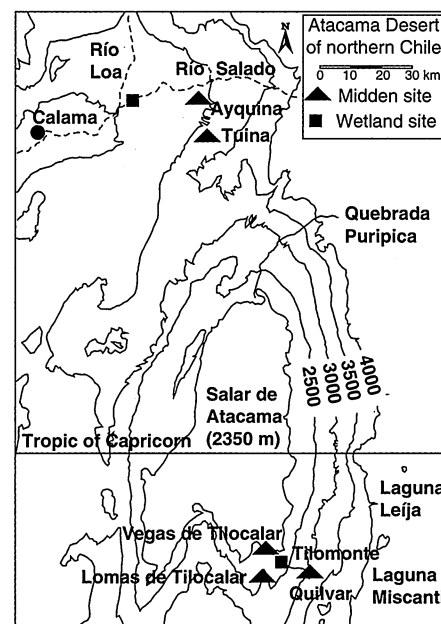 N
Atacama Desert
of northern Chile
0 10 20 30 km
Midden site
Wetland site
Río
Loa
Río Salado
Calama
Ayquina
Tuina
Quebrada
Puripica
2500
3000
3500
4000
Salar de
Atacama
(2350 m)
Tropic of Capricorn
Laguna
Leíja
Vegas de Tilocalar
Tilomonte
Lomas de Tilocalar
Quilvar
Laguna
Miscanti